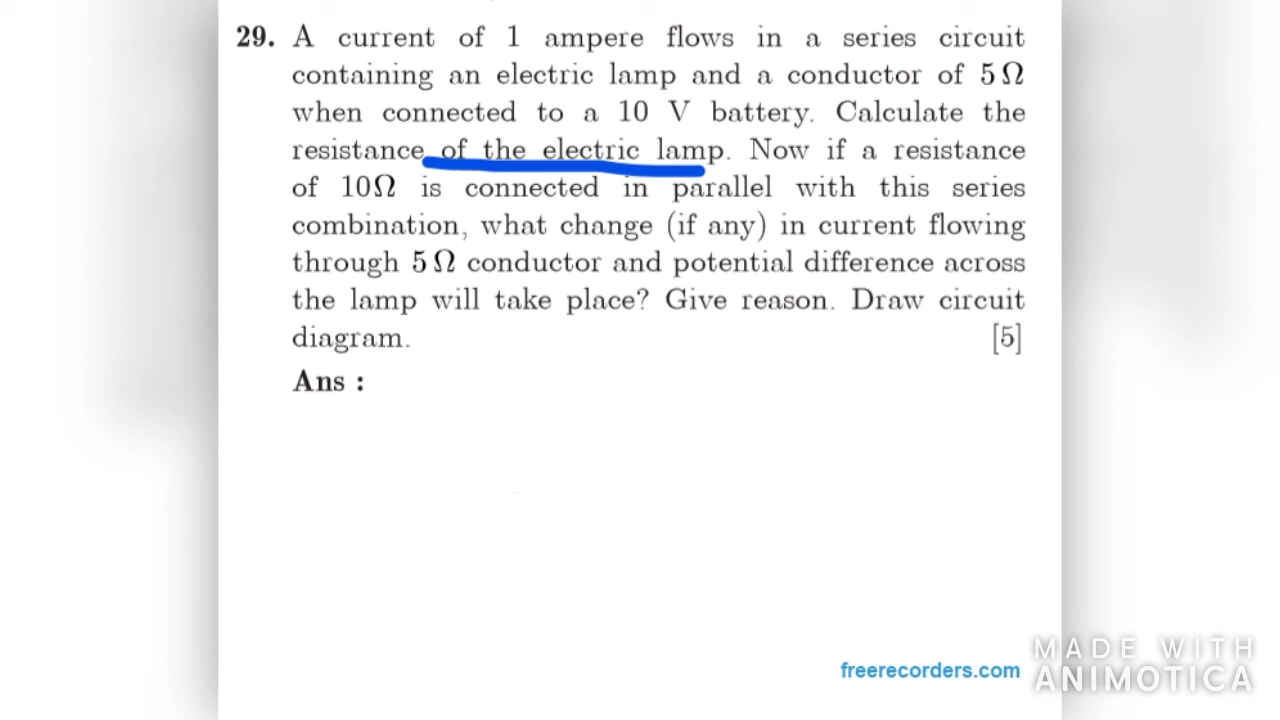 29. A current of 1 ampere flows in a series circuit
containing an electric lamp and a conductor of 5 Ω
when connected to a 10 V battery. Calculate the
resistance of the electric lamp. Now if a resistance
of 10Ω is connected in parallel with this series
combination, what change (if any) in current flowing
through 5 Ω conductor and potential difference across
the lamp will take place? Give reason. Draw circuit
diagram. [5]
Ans :
freerecorders.com
MADE WITH
ANIMOTICA